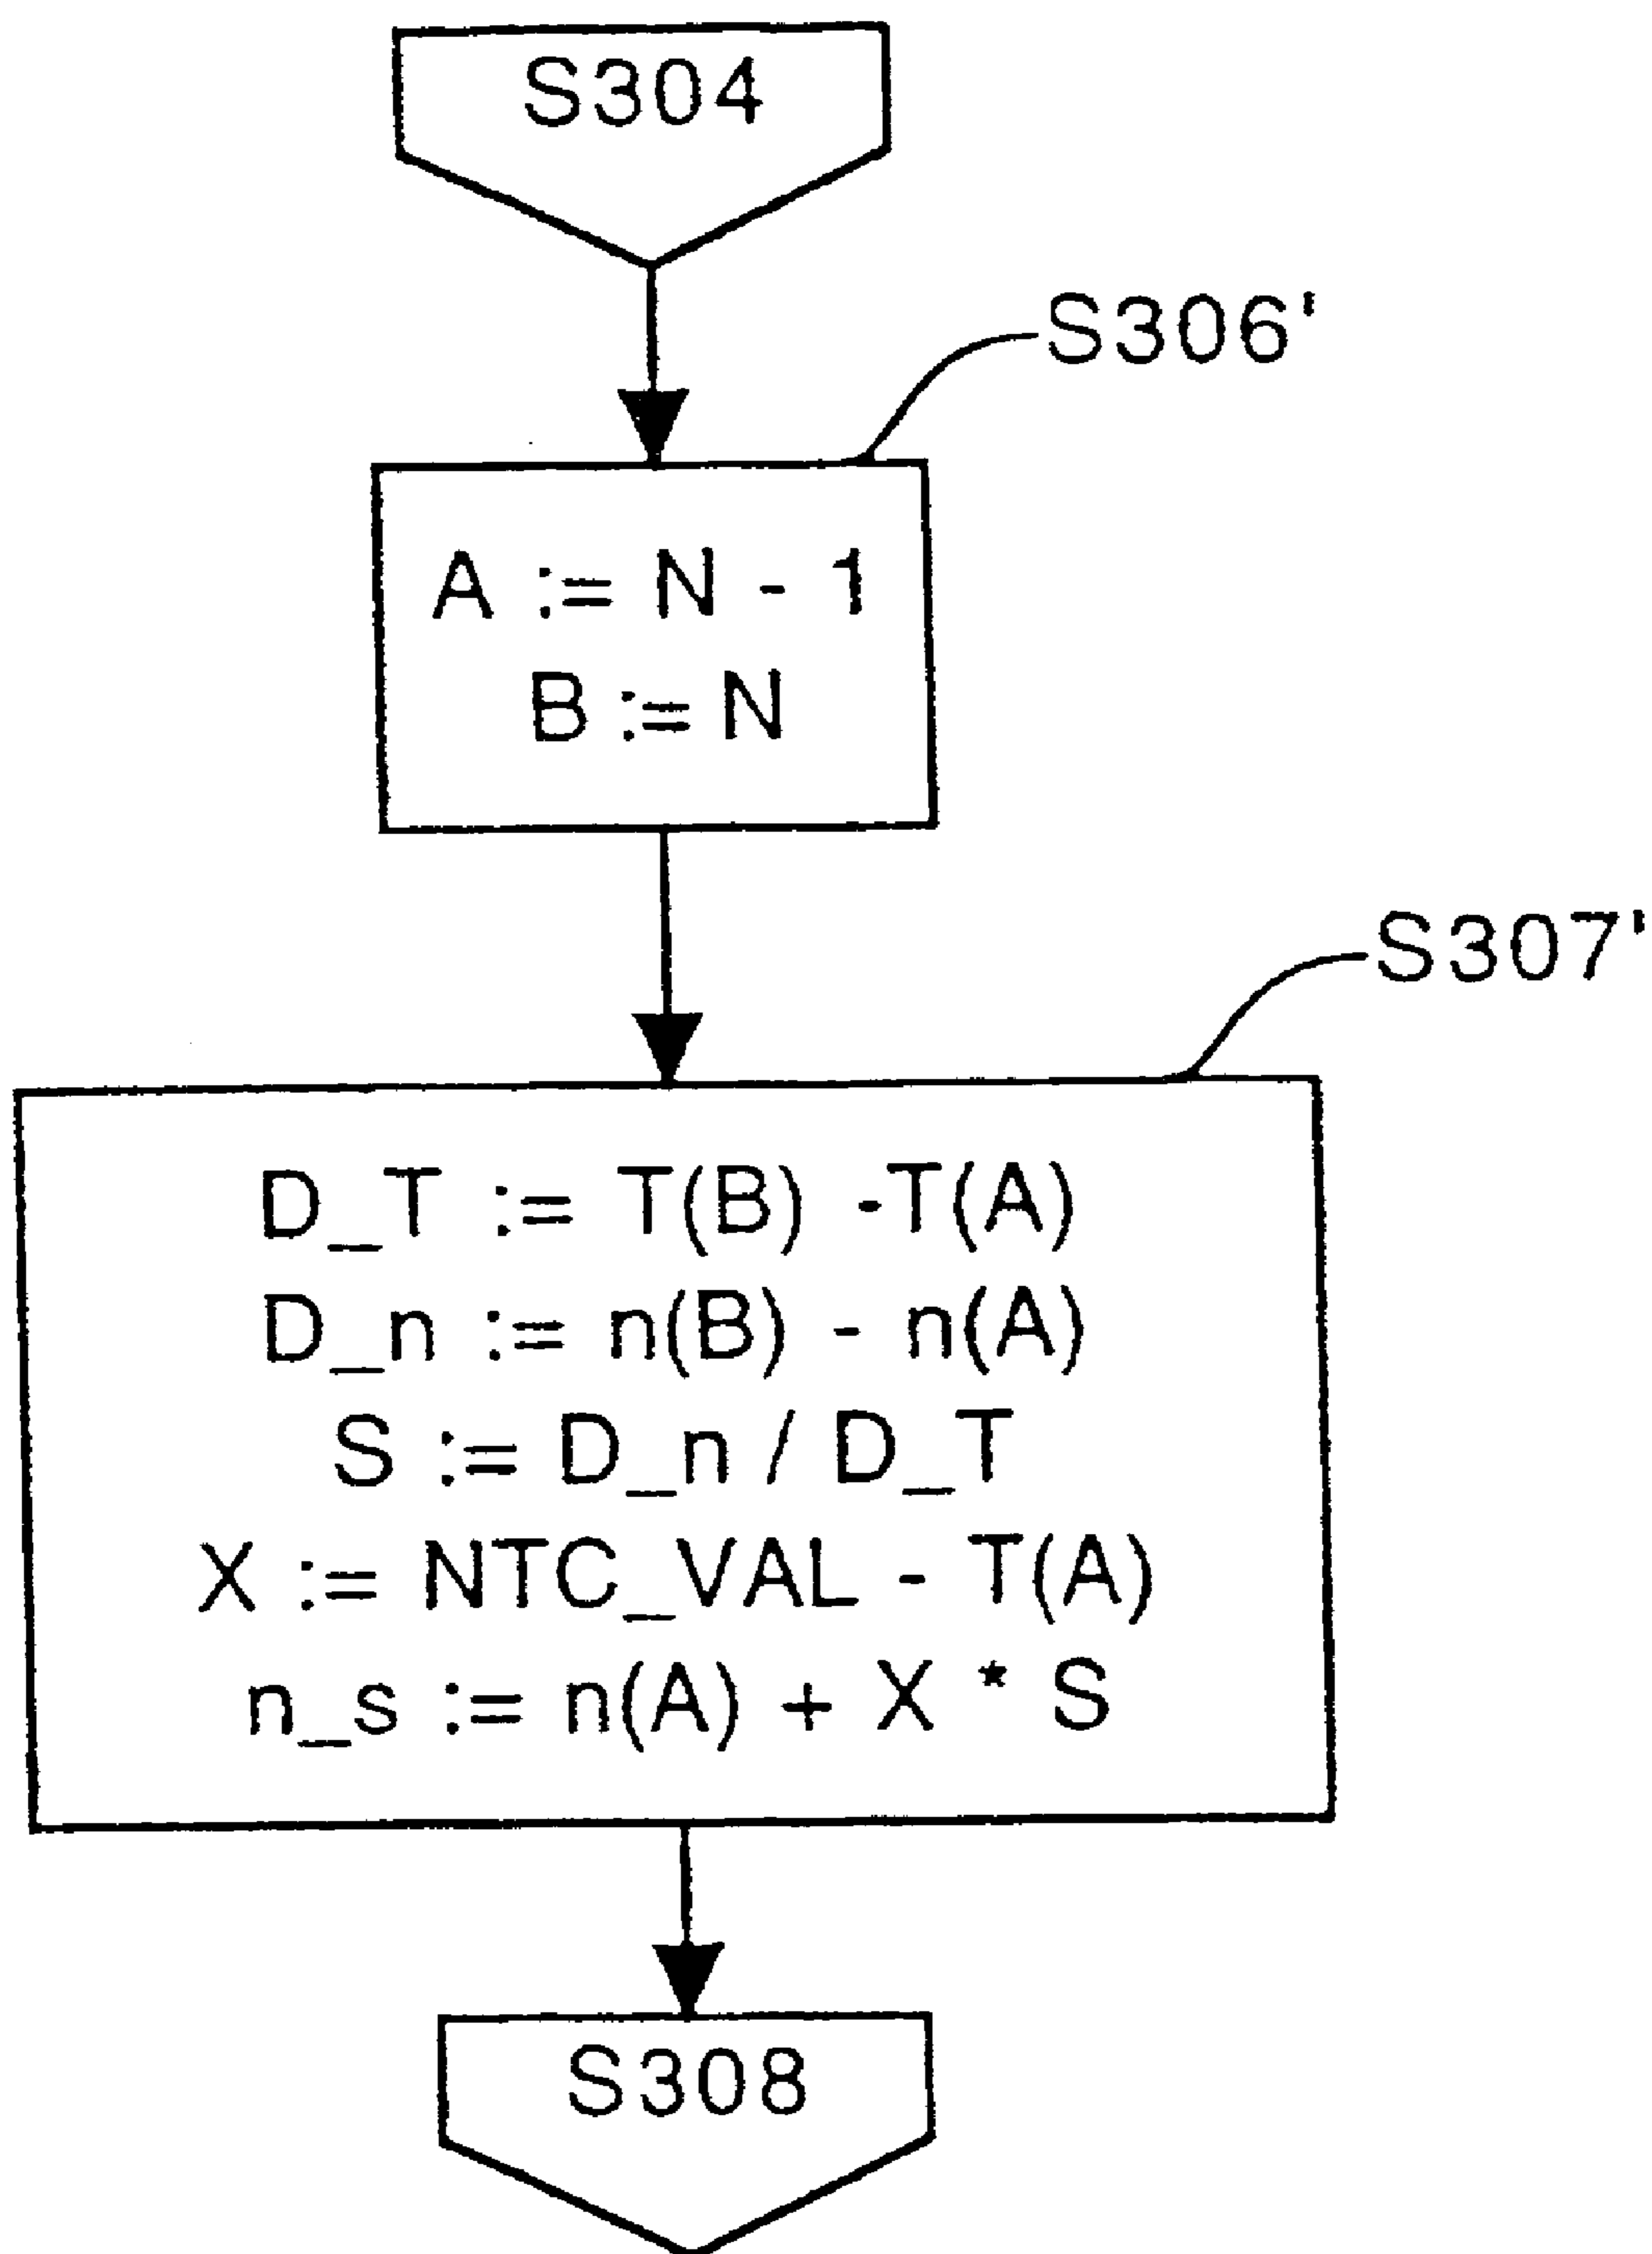 S304
S306'
A := N - 1
B := N
S307'
D_T := T(B) -T(A)
D_n := n(B) - n(A)
S := D_n / D_T
X := NTC_VAL - T(A)
n_s := n(A) + X * S
S308